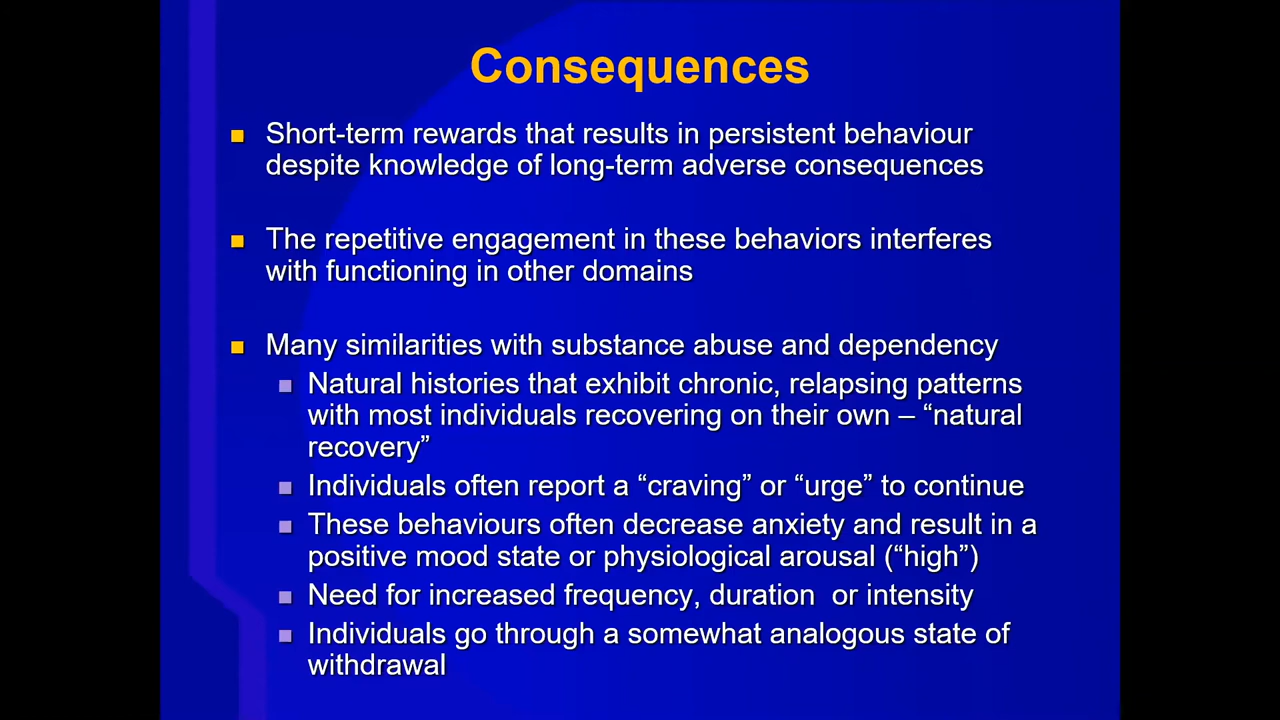 Consequences
Short-term rewards that results in persistent behaviour
despite knowledge of long-term adverse consequences
The repetitive engagement in these behaviors interferes
with functioning in other domains
Many similarities with substance abuse and dependency
Natural histories that exhibit chronic, relapsing patterns
with most individuals recovering on their own – “natural
recovery”
Individuals often report a “craving” or “urge” to continue
These behaviours often decrease anxiety and result in a
positive mood state or physiological arousal (“high”)
Need for increased frequency, duration  or intensity
Individuals go through a somewhat analogous state of
withdrawal